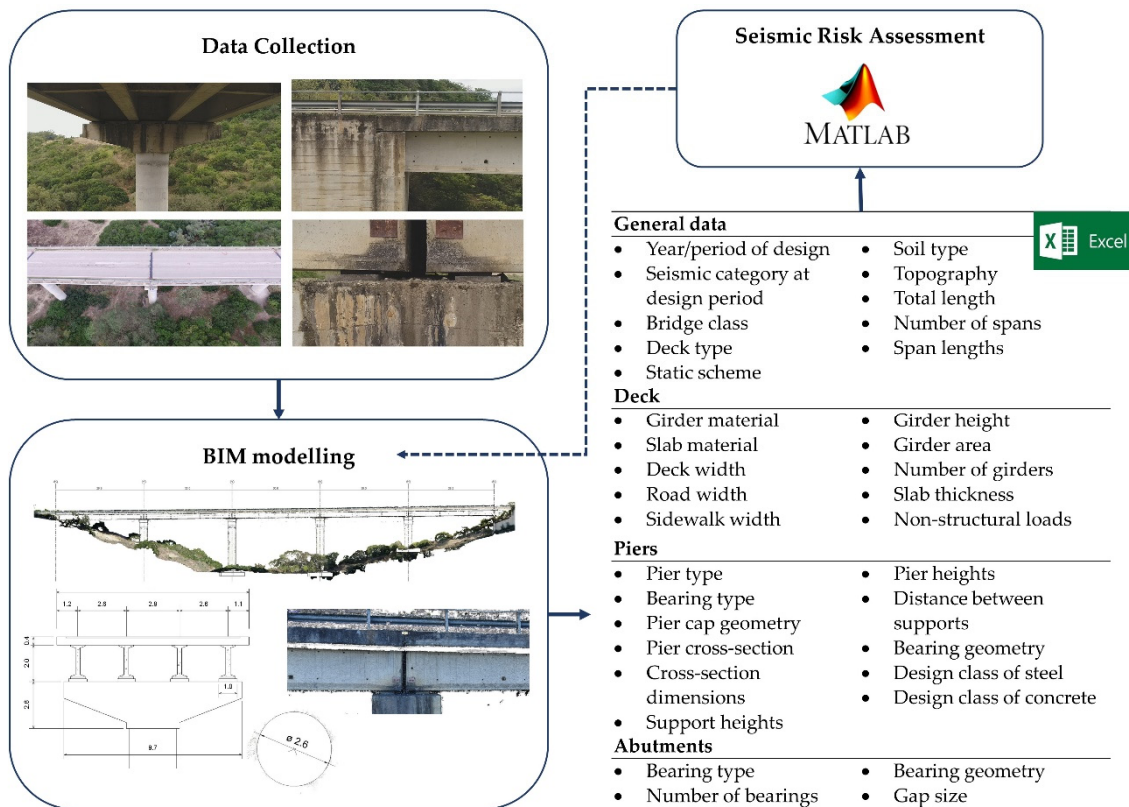 Data Collection
Seismic Risk Assessment
MATLAB
Excel
General data
• Year/period of design
• Seismic category at
design period
• Bridge class
• Deck type
• Static scheme
• Soil type
• Topography
• Total length
• Number of spans
• Span lengths
Deck
• Girder material
• Slab material
• Deck width
• Road width
• Sidewalk width
• Girder height
• Girder area
• Number of girders
• Slab thickness
• Non-structural loads
Piers
• Pier type
• Bearing type
• Pier cap geometry
• Pier cross-section
• Cross-section
dimensions
• Support heights
• Pier heights
• Distance between
supports
• Bearing geometry
• Design class of steel
• Design class of concrete
Abutments
• Bearing type
• Number of bearings
• Bearing geometry
• Gap size
BIM modelling
1.2 2.8 2.8 2.8 1.1
0.4
2.0
2.6
1.8
8.7
ø 2.6